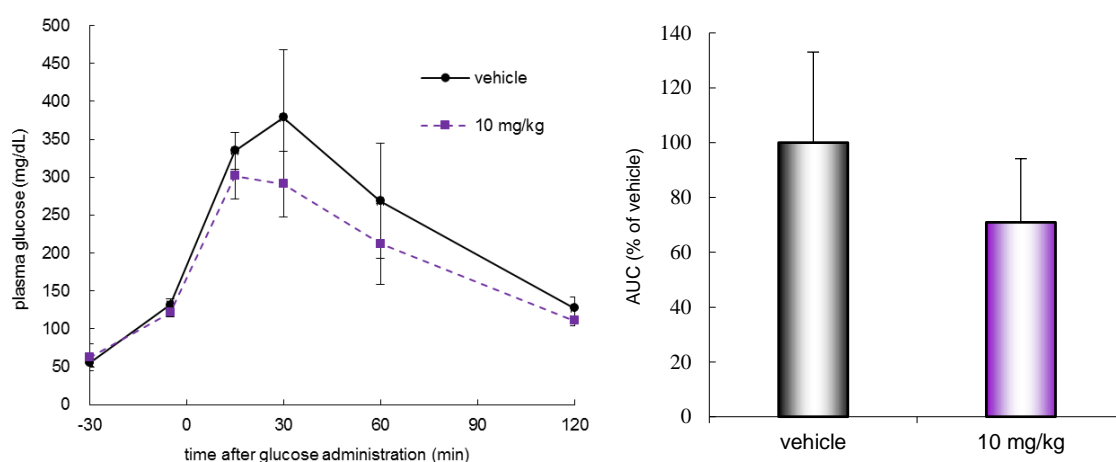 500
450
400
350
300
250
200
150
100
50
0
plasma glucose (mg/dL)
vehicle
10 mg/kg
-30 0 30 60 90 120
time after glucose administration (min)
140
120
100
80
60
40
20
0
AUC (% of vehicle)
vehicle 10 mg/kg